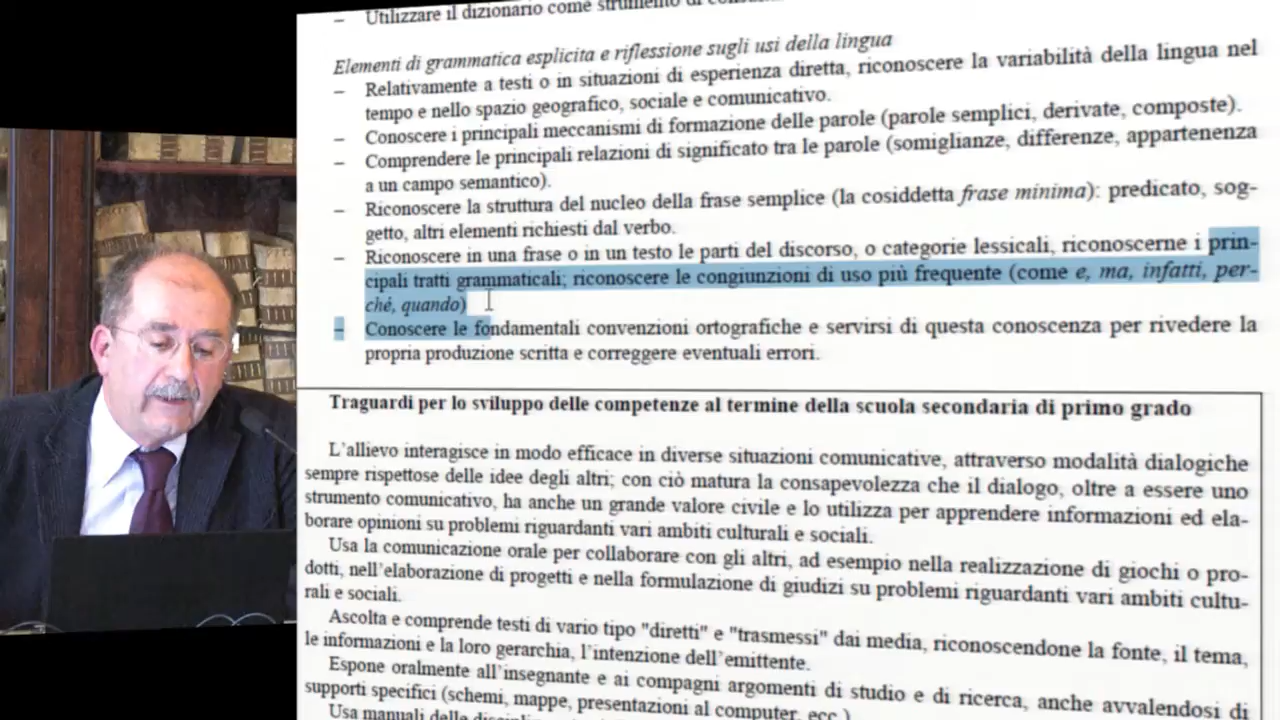 – Utilizzare il dizionario come strumento di
Elementi di grammatica esplicita e riflessione sugli usi della lingua
– Relativamente a testi o in situazioni di esperienza diretta, riconoscere la variabilità della lingua nel
tempo e nello spazio geografico, sociale e comunicativo.
– Conoscere i principali meccanismi di formazione delle parole (parole semplici, derivate, composte).
– Comprendere le principali relazioni di significato tra le parole (somiglianze, differenze, appartenenza
a un campo semantico).
– Riconoscere la struttura del nucleo della frase semplice (la cosiddetta frase minima): predicato, sog-
getto, altri elementi richiesti dal verbo.
– Riconoscere in una frase o in un testo le parti del discorso, o categorie lessicali, riconoscerne i prin-
cipali tratti grammaticali; riconoscere le congiunzioni di uso più frequente (come e, ma, infatti, per-
ché, quando)
– Conoscere le fondamentali convenzioni ortografiche e servirsi di questa conoscenza per rivedere la
propria produzione scritta e correggere eventuali errori.
Traguardi per lo sviluppo delle competenze al termine della scuola secondaria di primo grado
L'allievo interagisce in modo efficace in diverse situazioni comunicative, attraverso modalità dialogiche
sempre rispettose delle idee degli altri; con ciò matura la consapevolezza che il dialogo, oltre a essere uno
strumento comunicativo, ha anche un grande valore civile e lo utilizza per apprendere informazioni ed ela-
borare opinioni su problemi riguardanti vari ambiti culturali e sociali.
Usa la comunicazione orale per collaborare con gli altri, ad esempio nella realizzazione di giochi o pro-
dotti, nell'elaborazione di progetti e nella formulazione di giudizi su problemi riguardanti vari ambiti cultu-
rali e sociali.
Ascolta e comprende testi di vario tipo "diretti" e "trasmessi" dai media, riconoscendone la fonte, il tema,
le informazioni e la loro gerarchia, l'intenzione dell'emittente.
Espone oralmente all'insegnante e ai compagni argomenti di studio e di ricerca, anche avvalendosi di
supporti specifici (schemi, mappe, presentazioni al computer, ecc.)
Usa manuali delle